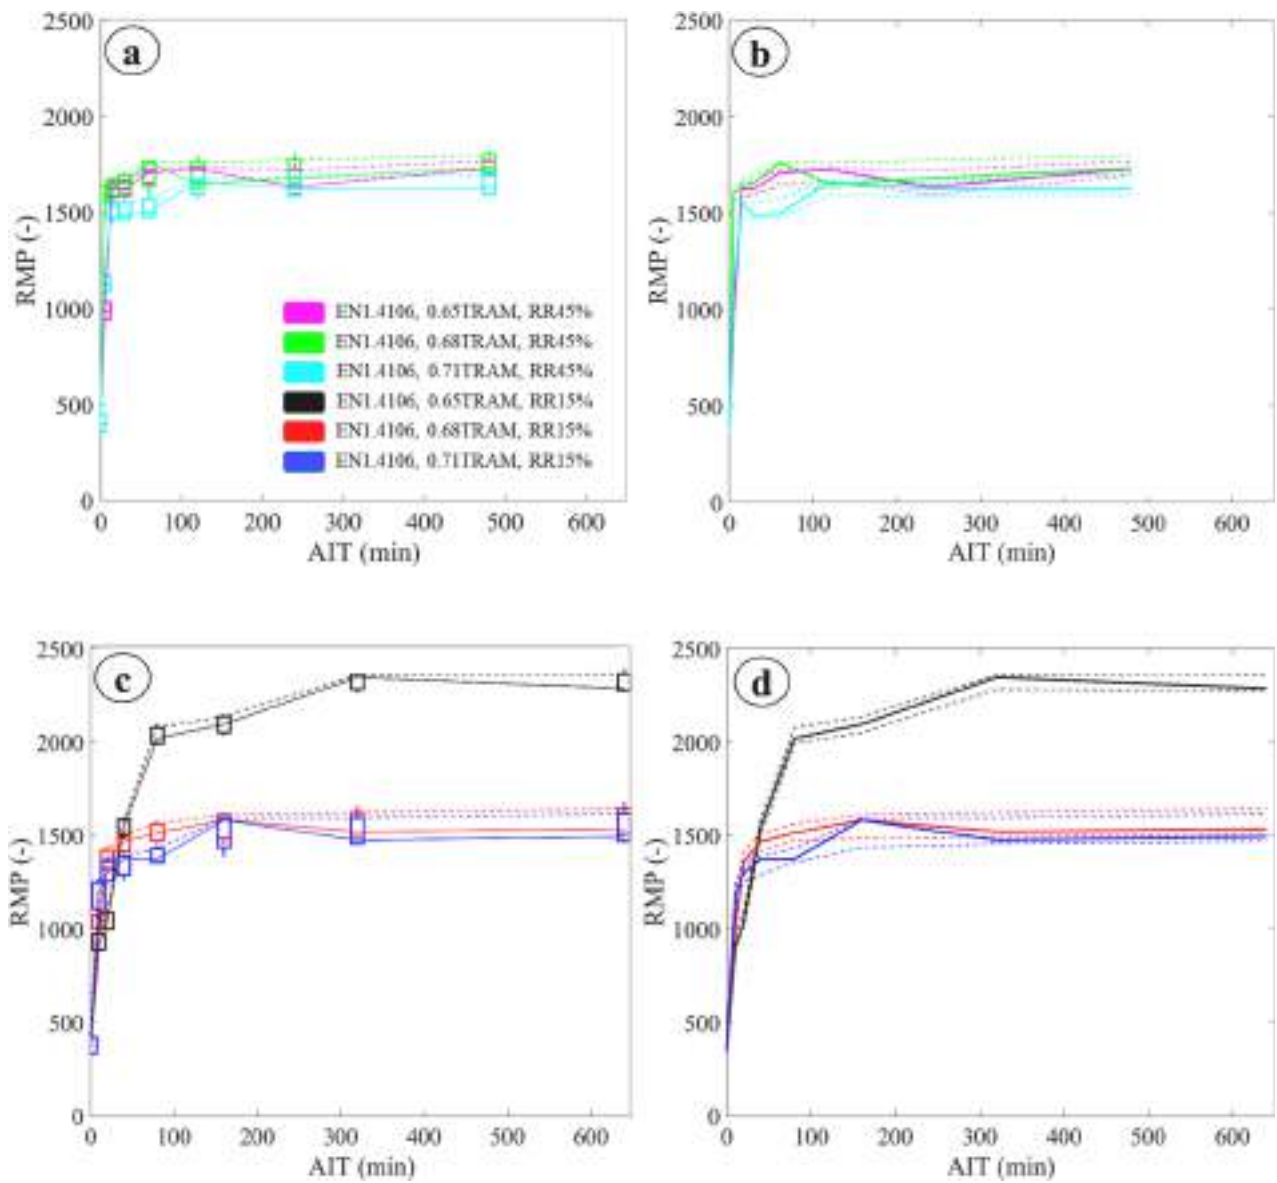 2500
a
2000
1500
1000
500
0
RMP (-)
EN1.4106, 0.65TRAM, RR45%
EN1.4106, 0.68TRAM, RR45%
EN1.4106, 0.71TRAM, RR45%
EN1.4106, 0.65TRAM, RR15%
EN1.4106, 0.68TRAM, RR15%
EN1.4106, 0.71TRAM, RR15%
0 100 200 300 400 500 600
AIT (min)
2500
b
2000
1500
1000
500
0
RMP (-)
0 100 200 300 400 500 600
AIT (min)
2500
c
2000
1500
1000
500
0
RMP (-)
0 100 200 300 400 500 600
AIT (min)
2500
d
2000
1500
1000
500
0
RMP (-)
0 100 200 300 400 500 600
AIT (min)